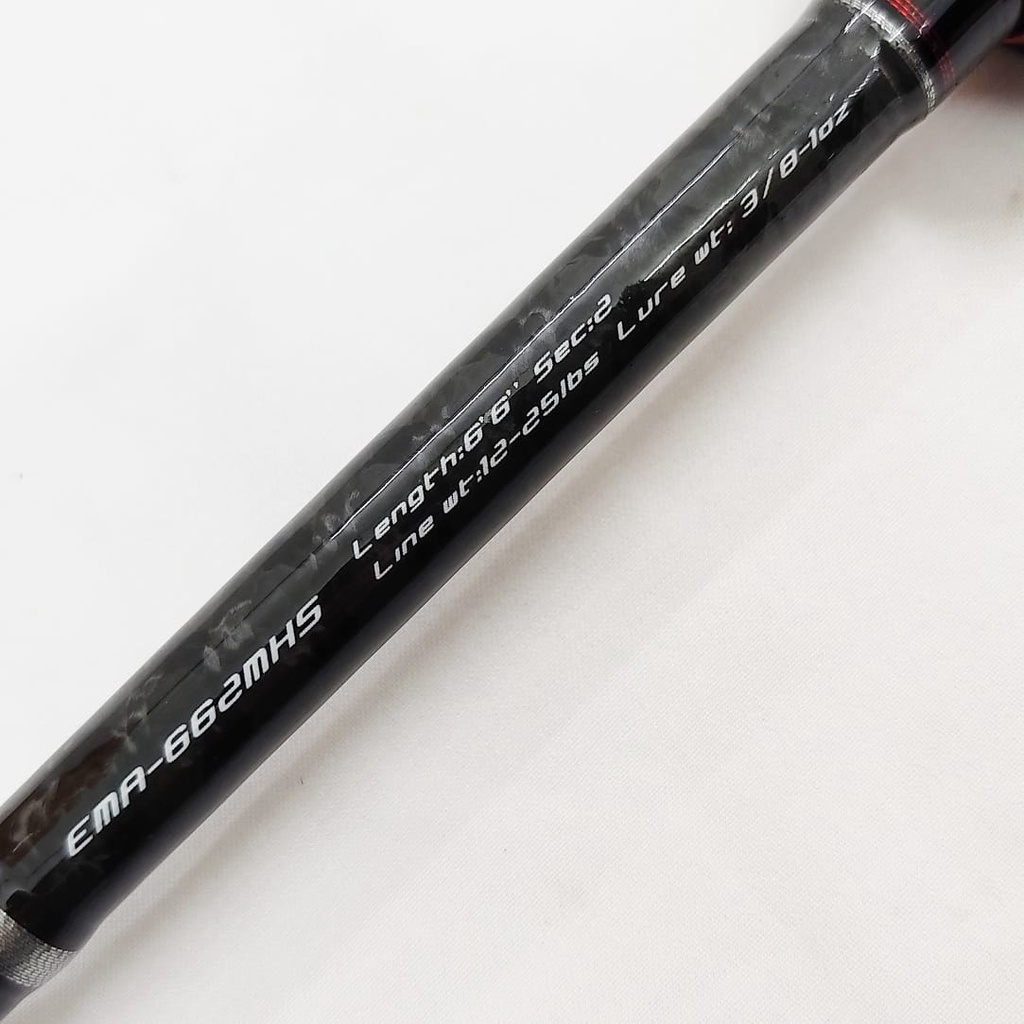 EMA-662MHS
Length:6'6" Sec:2
Line wt:12-25lbs Lure wt: 3/8-1oz